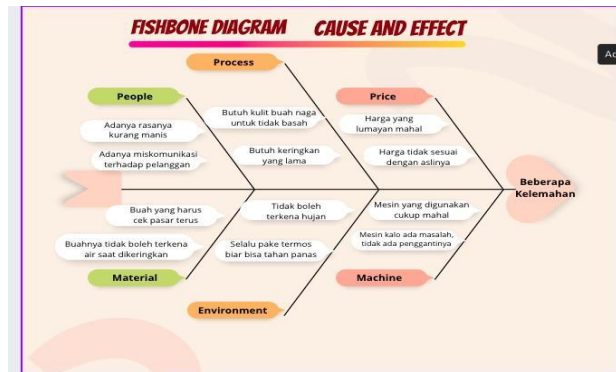 FISHBONE DIAGRAM CAUSE AND EFFECT
Process
People
Price
Adanya rasanya
kurang manis
Butuh kulit buah naga
untuk tidak basah
Harga yang
lumayan mahal
Adanya miskomunikasi
terhadap pelanggan
Butuh keringkan
yang lama
Harga tidak sesuai
dengan aslinya
Beberapa
Kelemahan
Buah yang harus
cek pasar terus
Tidak boleh
terkena hujan
Mesin yang digunakan
cukup mahal
Buahnya tidak boleh terkena
air saat dikeringkan
Selalu pake termos
biar bisa tahan panas
Mesin kalo ada masalah,
tidak ada penggantinya
Material
Machine
Environment